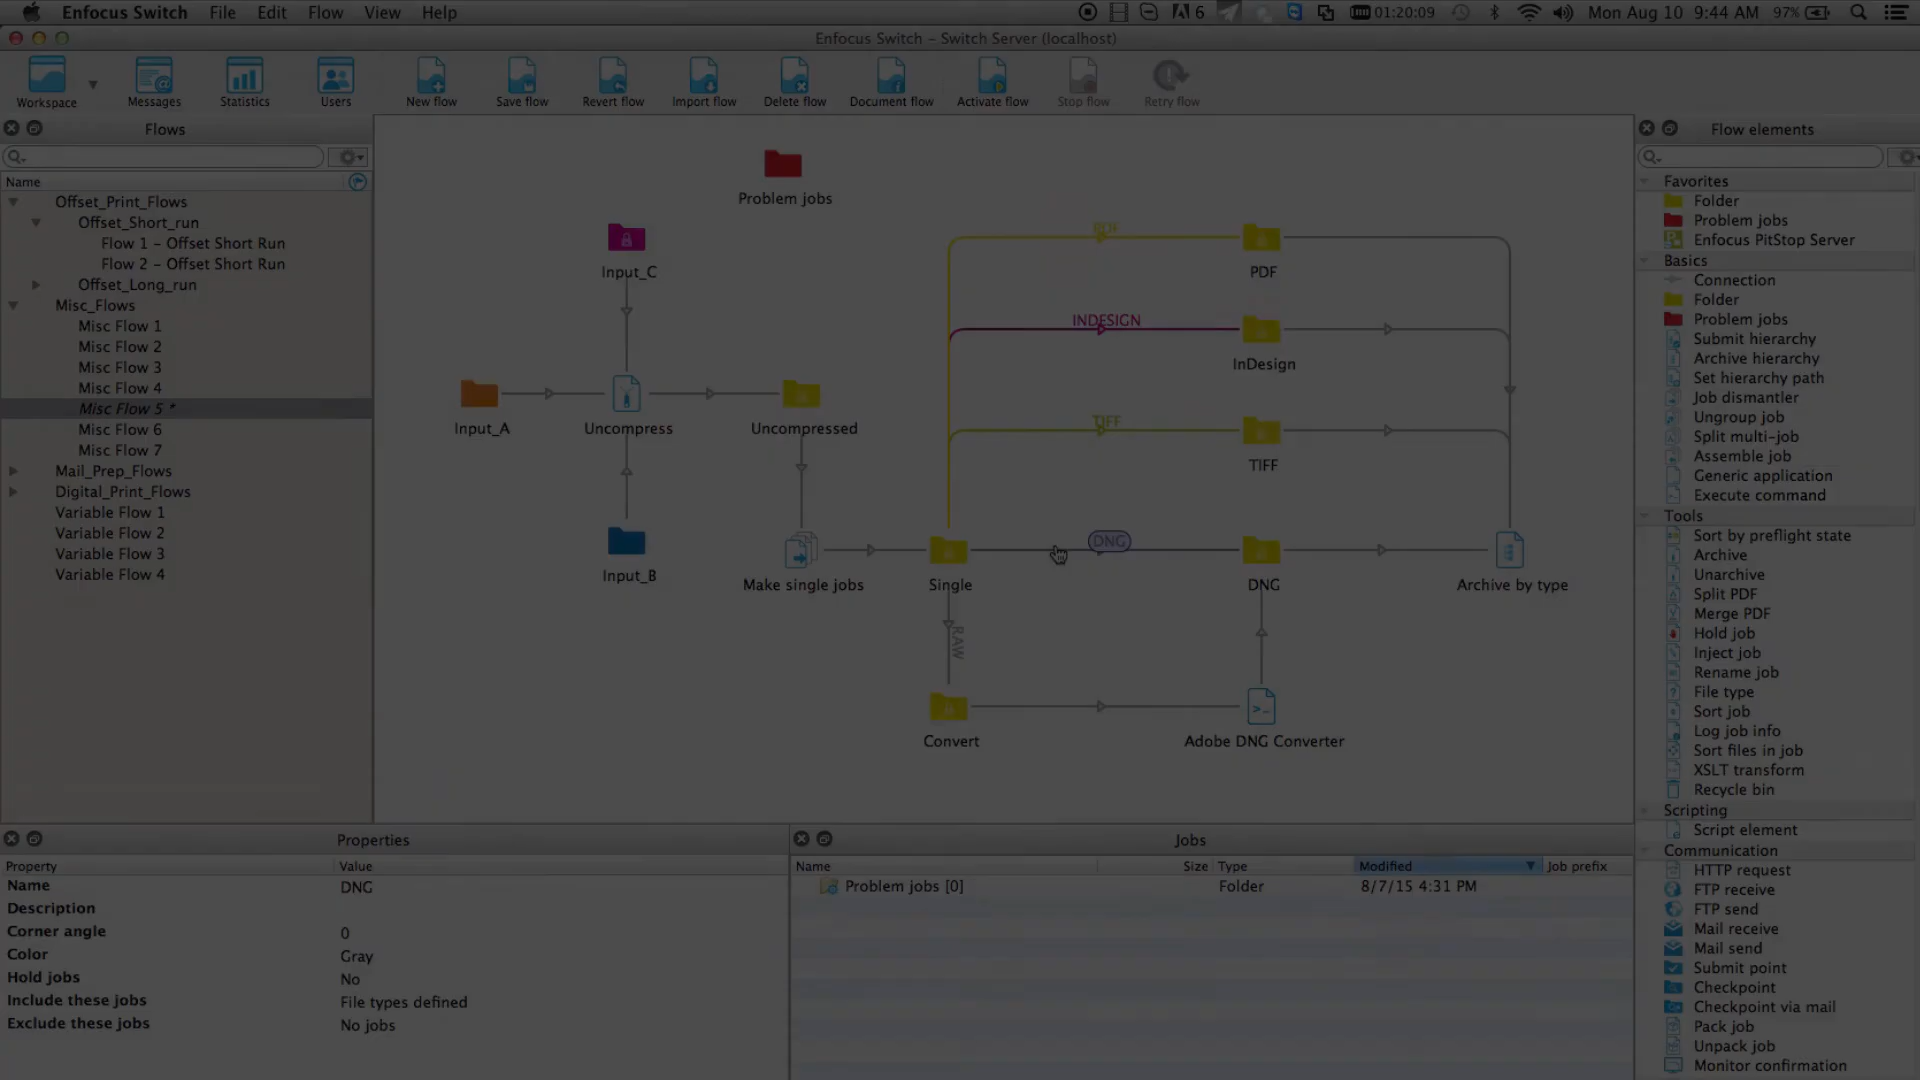 Enfocus Switch File Edit Flow View Help
6 01:20:09 Mon Aug 10 9:44 AM 97%
Enfocus Switch – Switch Server (localhost)
Workspace Messages Statistics Users New flow Save flow Revert flow Import flow Delete flow Document flow Activate flow Stop flow Retry flow
Flows
Name
Offset_Print_Flows
Offset_Short_run
Flow 1 – Offset Short Run
Flow 2 – Offset Short Run
Offset_Long_run
Misc_Flows
Misc Flow 1
Misc Flow 2
Misc Flow 3
Misc Flow 4
Misc Flow 5 *
Misc Flow 6
Misc Flow 7
Mail_Prep_Flows
Digital_Print_Flows
Variable Flow 1
Variable Flow 2
Variable Flow 3
Variable Flow 4
Problem jobs
Input_C
PDF
PDF
INDESIGN
InDesign
Input_A
Uncompress
Uncompressed
TIFF
TIFF
Input_B
Make single jobs
Single
DNG
DNG
Archive by type
RAW
Convert
Adobe DNG Converter
Flow elements
Favorites
Folder
Problem jobs
Enfocus PitStop Server
Basics
Connection
Folder
Problem jobs
Submit hierarchy
Archive hierarchy
Set hierarchy path
Job dismantler
Ungroup job
Split multi-job
Assemble job
Generic application
Execute command
Tools
Sort by preflight state
Archive
Unarchive
Split PDF
Merge PDF
Hold job
Inject job
Rename job
File type
Sort job
Log job info
Sort files in job
XSLT transform
Recycle bin
Scripting
Script element
Communication
HTTP request
FTP receive
FTP send
Mail receive
Mail send
Submit point
Checkpoint
Checkpoint via mail
Pack job
Unpack job
Monitor confirmation
Properties
Property Value
Name DNG
Description
Corner angle 0
Color Gray
Hold jobs No
Include these jobs File types defined
Exclude these jobs No jobs
Jobs
Name Size Type Modified Job prefix
Problem jobs [0] Folder 8/7/15 4:31 PM